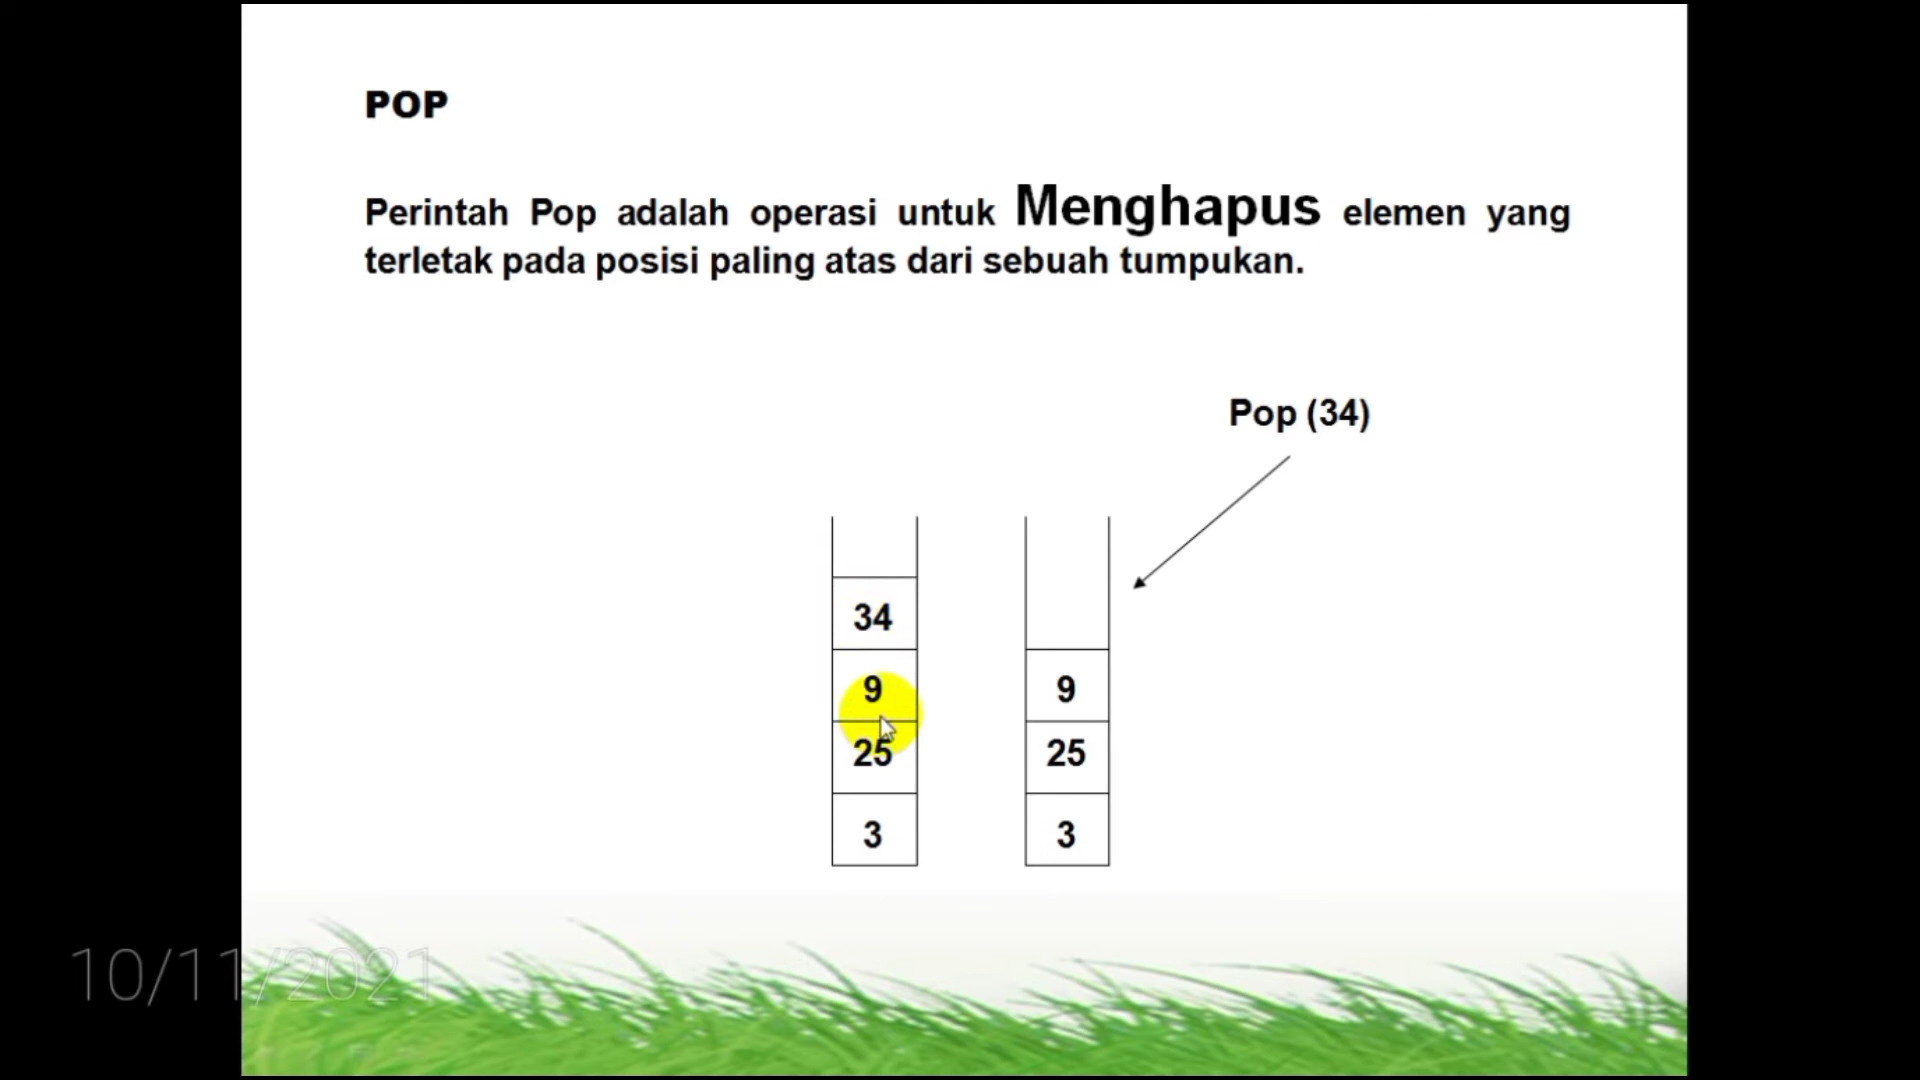 POP
Perintah Pop adalah operasi untuk Menghapus elemen yang
terletak pada posisi paling atas dari sebuah tumpukan.
Pop (34)
34
9 9
25 25
3 3
10/11/2021